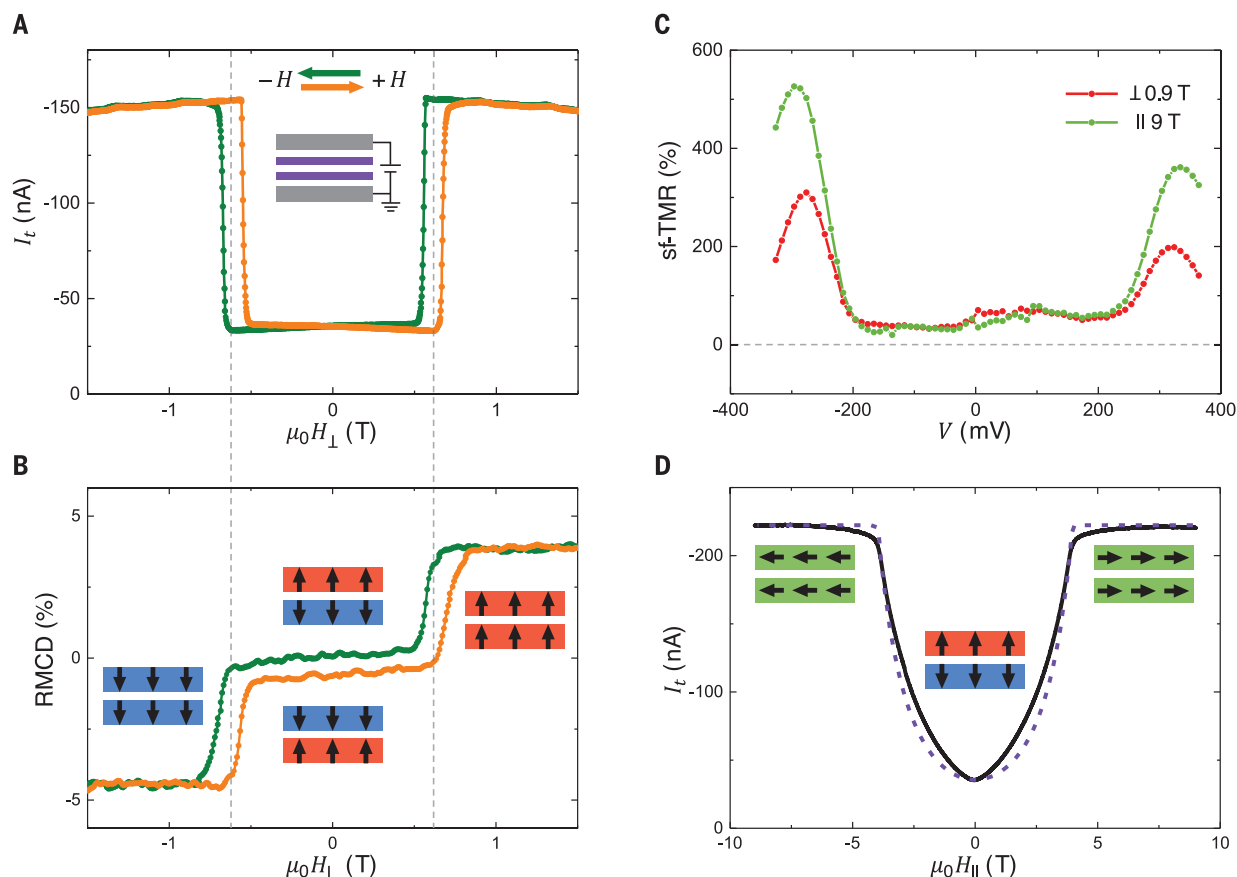 A
−H +H
-150
-100
-50
0
I_t (nA)
-1 0 1
μ₀H⊥ (T)
B
5
0
-5
RMCD (%)
-1 0 1
μ₀H⊥ (T)
C
600
400
200
0
sf-TMR (%)
⊥ 0.9 T
|| 9 T
-400 -200 0 200 400
V (mV)
D
-200
-100
0
I_t (nA)
-10 -5 0 5 10
μ₀H|| (T)